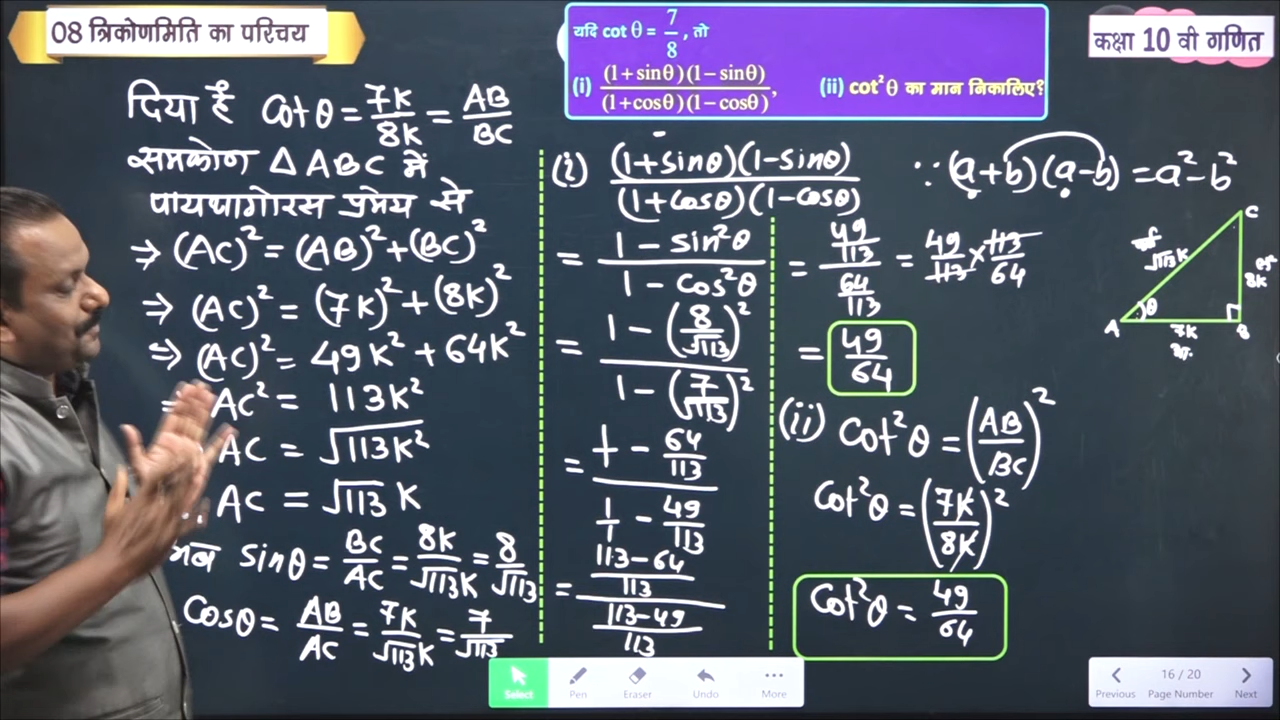 08 त्रिकोणमिति का परिचय
यदि cot θ = 7/8, तो
(i) (1+sinθ)(1−sinθ)/(1+cosθ)(1−cosθ), (ii) cot²θ का मान निकालिए?
कक्षा 10 वी गणित
दिया है Cot θ = 7K/8K = AB/BC
समकोण △ ABC में
पायथागोरस प्रमेय से
⇒ (AC)² = (AB)² + (BC)²
⇒ (AC)² = (7K)² + (8K)²
⇒ (AC)² = 49K² + 64K²
AC² = 113K²
AC = √113K²
AC = √113 K
अब sinθ = BC/AC = 8K/√113K = 8/√113
Cosθ = AB/AC = 7K/√113K = 7/√113
(i) (1+sinθ)(1−sinθ)/(1+cosθ)(1−cosθ)
= 1 − sin²θ/1 − cos²θ
= 1 − (8/√113)²/1 − (7/√113)²
= 1/1 − 64/113 / 1/1 − 49/113
= 113−64/113 / 113−49/113
∵ (a+b)(a−b) = a²−b²
= 49/113 / 64/113 = 49/113 × 113/64
= 49/64
(ii) Cot²θ = (AB/BC)²
Cot²θ = (7K/8K)²
Cot²θ = 49/64
C
√113K
8K
θ
A
7K
B
Select
Pen
Eraser
Undo
More
16 / 20
Previous
Page Number
Next